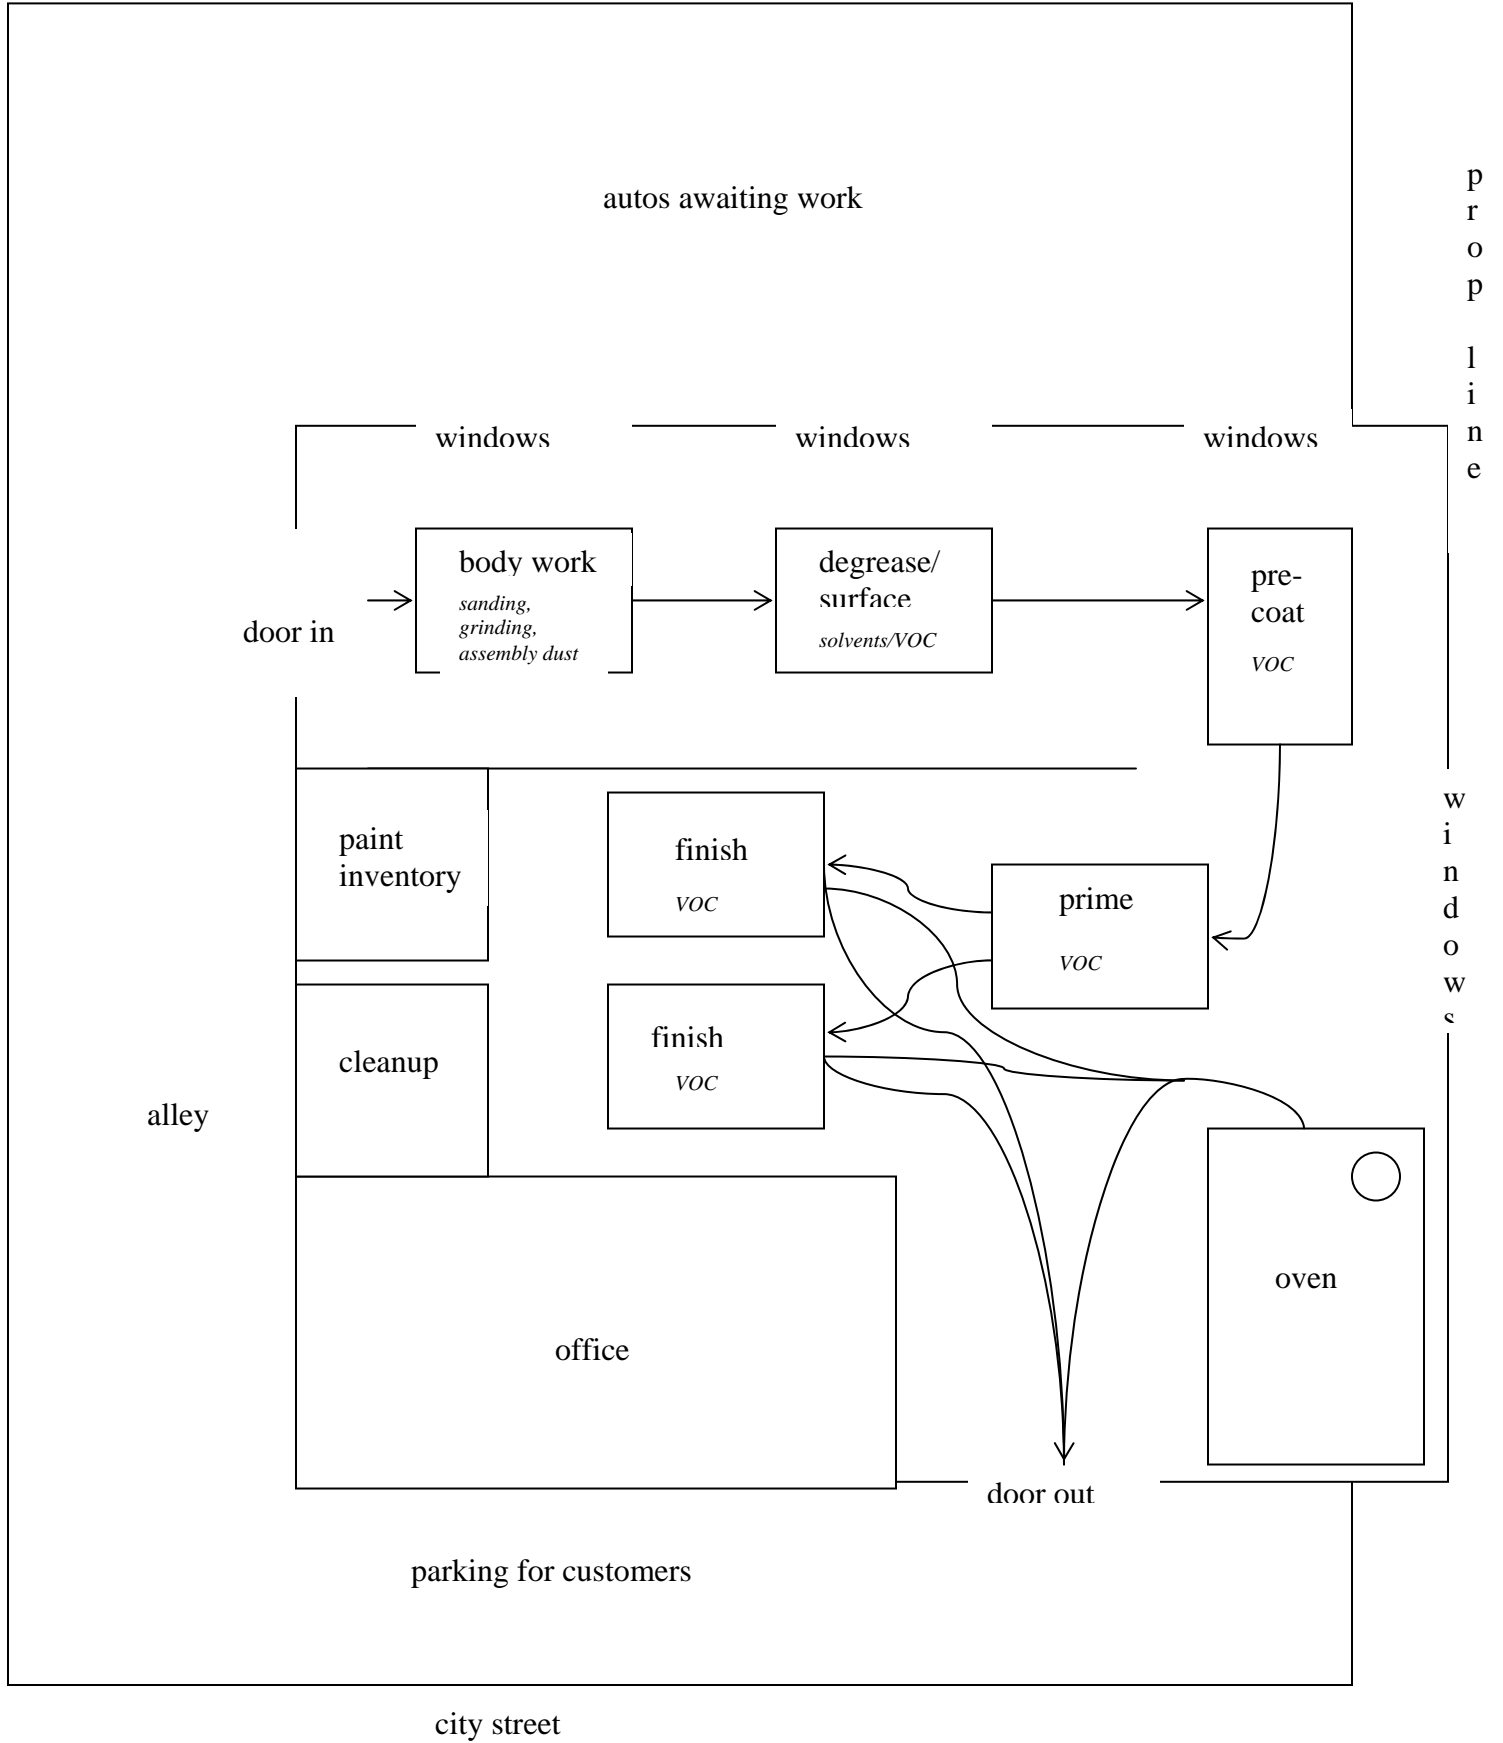 autos awaiting work
prop line
windows
windows
windows
body work
sanding,
grinding,
assembly dust
degrease/
surface
solvents/VOC
pre-
coat
VOC
door in
paint
inventory
finish
VOC
prime
VOC
windows
cleanup
finish
VOC
alley
oven
office
door out
parking for customers
city street